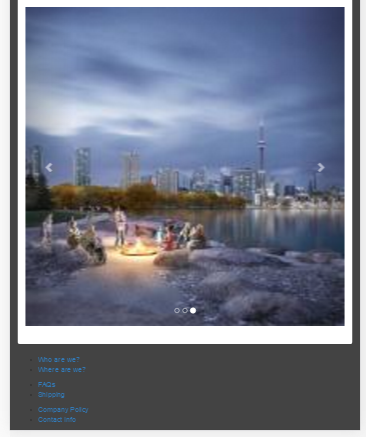 Who are we?
Where are we?
FAQs
Shipping
Company Policy
Contact info